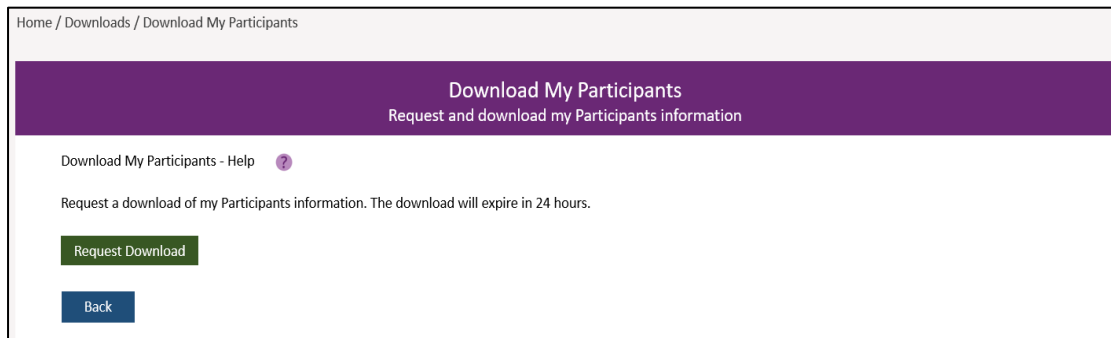 Home / Downloads / Download My Participants
Download My Participants
Request and download my Participants information
Download My Participants - Help ?
Request a download of my Participants information. The download will expire in 24 hours.
Request Download
Back